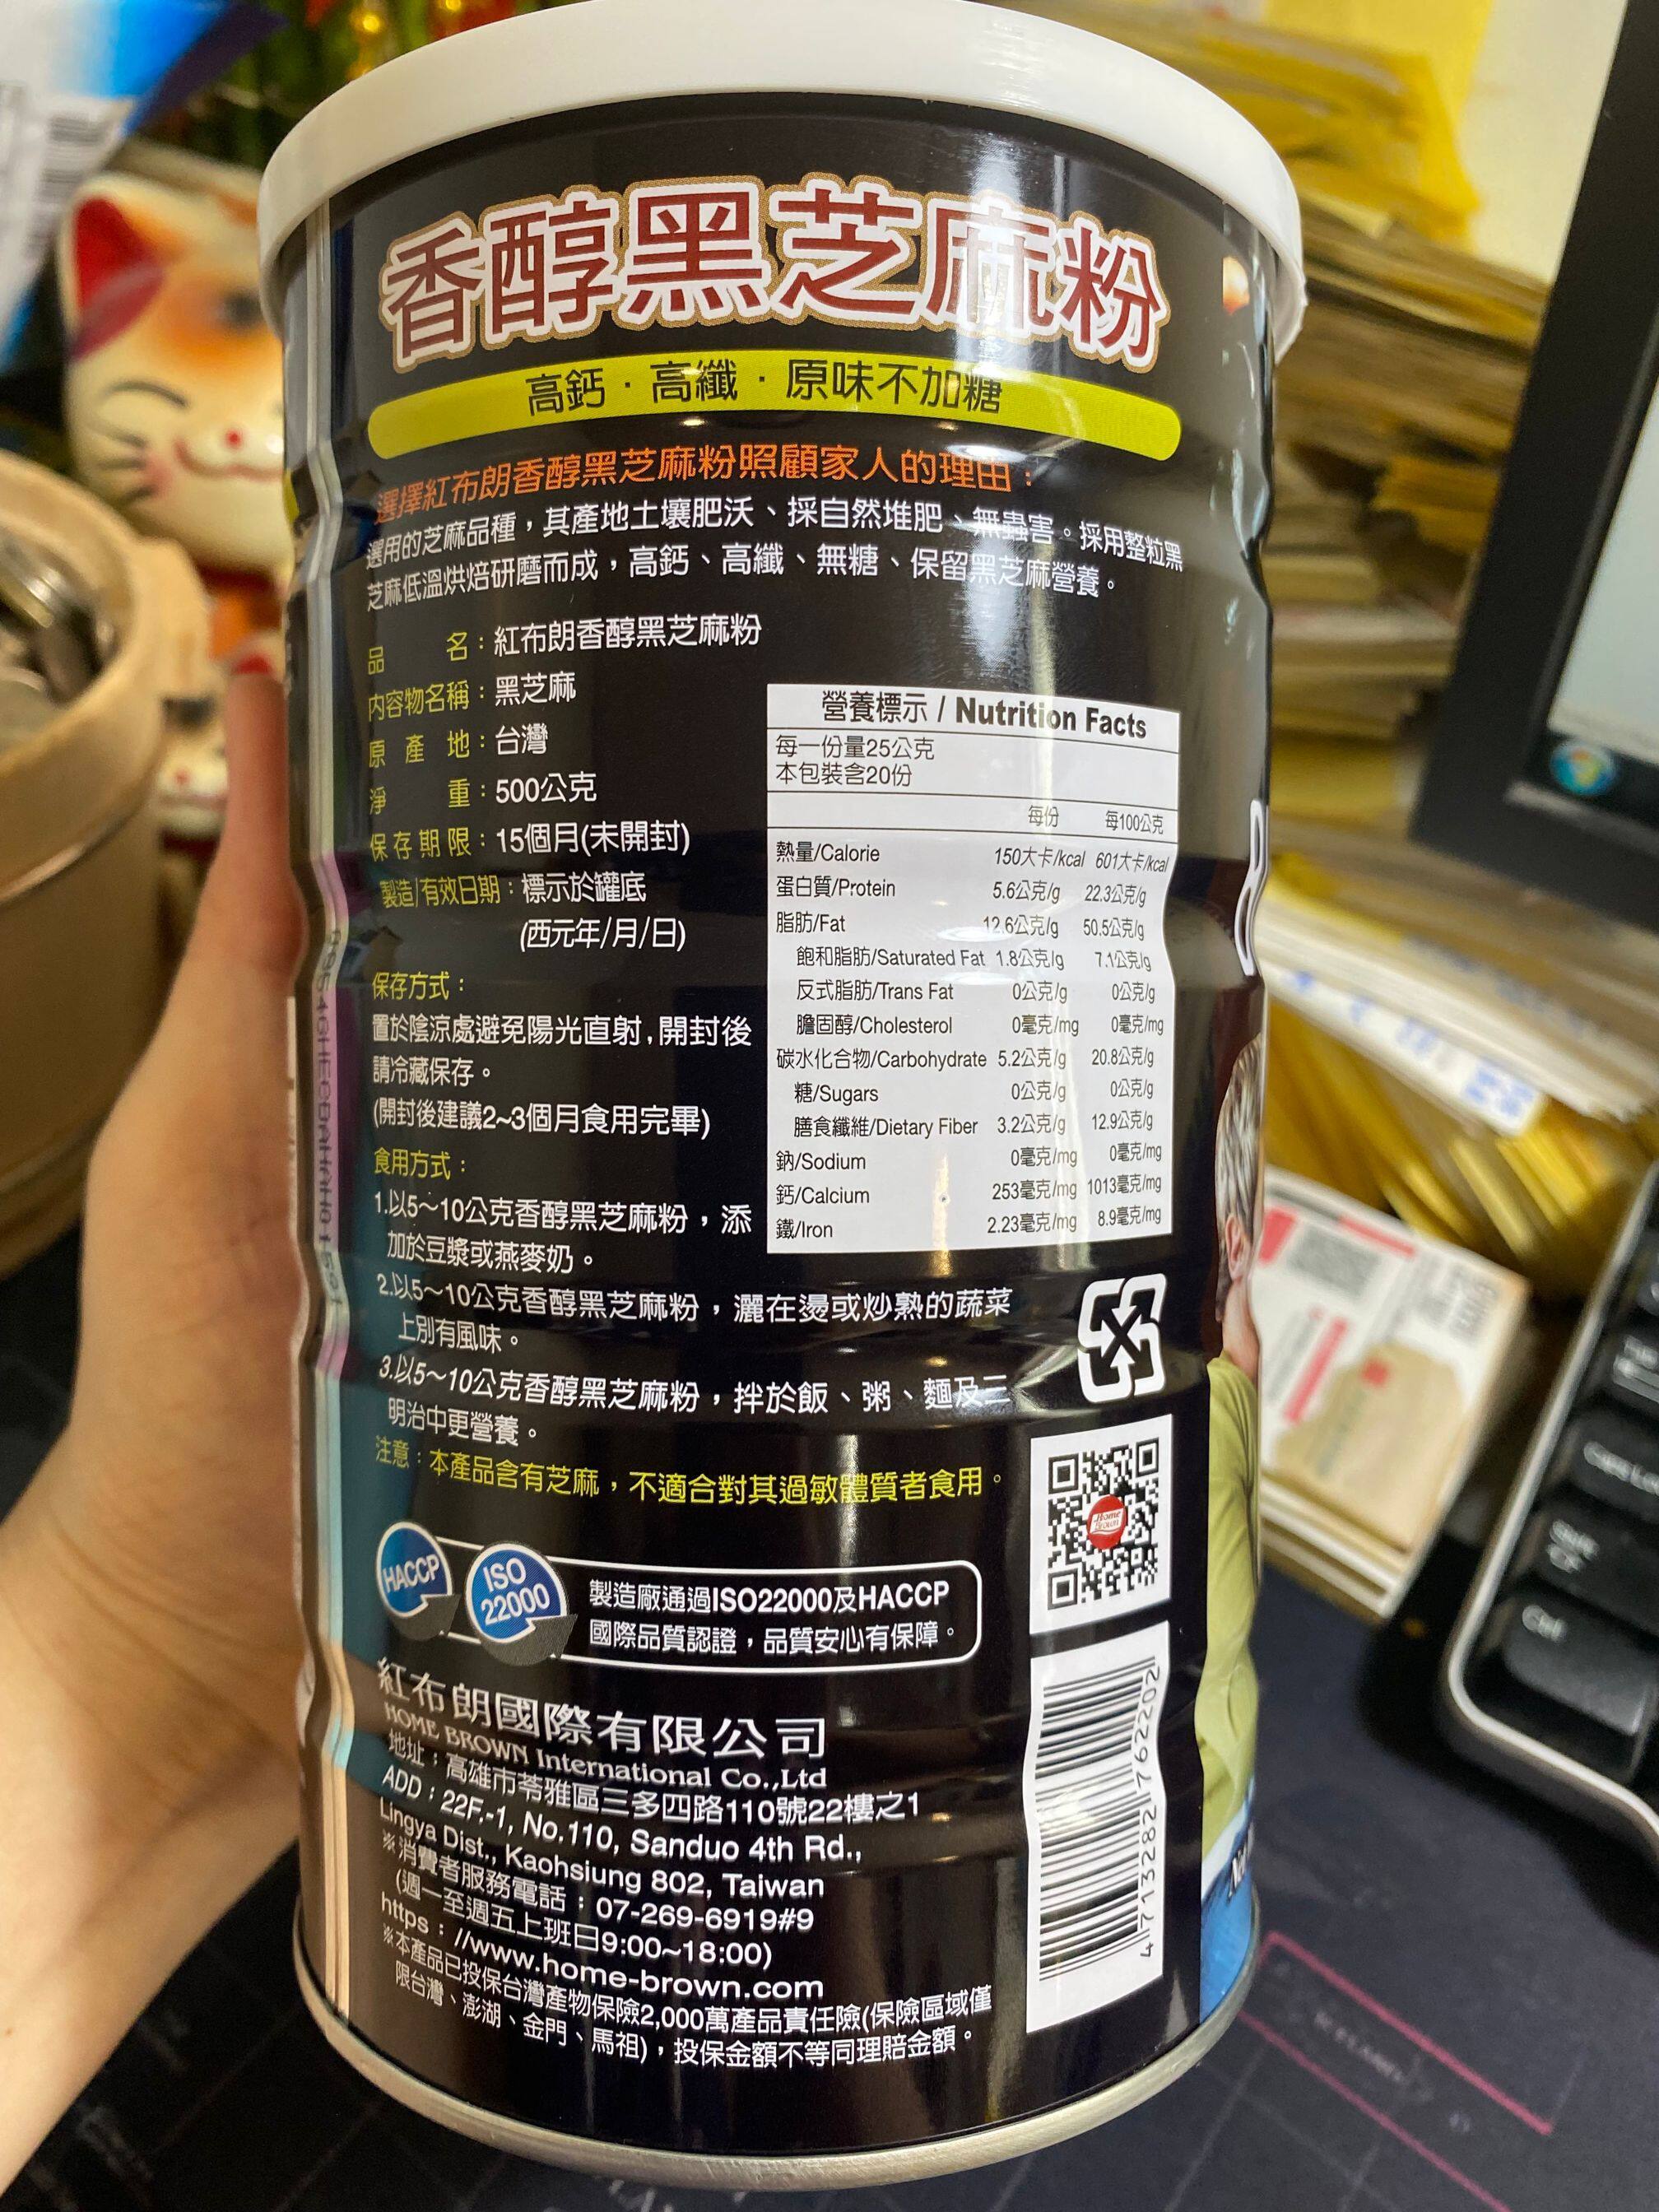 香醇黑芝麻粉
高鈣·高纖·原味不加糖
選擇紅布朗香醇黑芝麻粉照顧家人的理由：
選用的芝麻品種，其產地土壤肥沃、採自然堆肥、無蟲害。採用整粒黑
芝麻低溫烘焙研磨而成，高鈣、高纖、無糖、保留黑芝麻營養。
品名：紅布朗香醇黑芝麻粉
內容物名稱：黑芝麻
原產地：台灣
淨重：500公克
保存期限：15個月(未開封)
製造/有效日期：標示於罐底
(西元年/月/日)
保存方式：
置於陰涼處避免陽光直射,開封後
請冷藏保存。
(開封後建議2~3個月食用完畢)
食用方式：
1.以5~10公克香醇黑芝麻粉，添
加於豆漿或燕麥奶。
2.以5~10公克香醇黑芝麻粉，灑在燙或炒熟的蔬菜
上別有風味。
3.以5~10公克香醇黑芝麻粉，拌於飯、粥、麵及三
明治中更營養。
注意：本產品含有芝麻，不適合對其過敏體質者食用。
營養標示 / Nutrition Facts
每一份量25公克
本包裝含20份
每份 每100公克
熱量/Calorie 150大卡/kcal 601大卡/kcal
蛋白質/Protein 5.6公克/g 22.3公克/g
脂肪/Fat 12.6公克/g 50.5公克/g
飽和脂肪/Saturated Fat 1.8公克/g 7.1公克/g
反式脂肪/Trans Fat 0公克/g 0公克/g
膽固醇/Cholesterol 0毫克/mg 0毫克/mg
碳水化合物/Carbohydrate 5.2公克/g 20.8公克/g
糖/Sugars 0公克/g 0公克/g
膳食纖維/Dietary Fiber 3.2公克/g 12.9公克/g
鈉/Sodium 0毫克/mg 0毫克/mg
鈣/Calcium 253毫克/mg 1013毫克/mg
鐵/Iron 2.23毫克/mg 8.9毫克/mg
Home Brown
HACCP
ISO
22000
製造廠通過ISO22000及HACCP
國際品質認證，品質安心有保障。
紅布朗國際有限公司
HOME BROWN International Co.,Ltd
地址：高雄市苓雅區三多四路110號22樓之1
ADD：22F.-1, No.110, Sanduo 4th Rd.,
Lingya Dist., Kaohsiung 802, Taiwan
※消費者服務電話：07-269-6919#9
(週一至週五上班日9:00~18:00)
https：//www.home-brown.com
※本產品已投保台灣產物保險2,000萬產品責任險(保險區域僅
限台灣、澎湖、金門、馬祖)，投保金額不等同理賠金額。
4 713282 762202